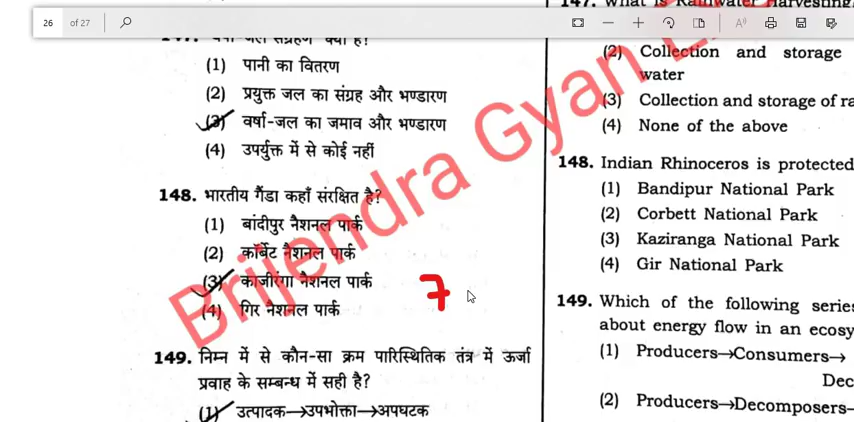 26 of 27
147. वर्षा जल संग्रहण क्या है?
(1) पानी का वितरण
(2) प्रयुक्त जल का संग्रह और भण्डारण
(3) वर्षा-जल का जमाव और भण्डारण
(4) उपर्युक्त में से कोई नहीं
148. भारतीय गैंडा कहाँ संरक्षित है?
(1) बांदीपुर नैशनल पार्क
(2) कॉर्बेट नैशनल पार्क
(3) काजीरंगा नैशनल पार्क
(4) गिर नैशनल पार्क
7
149. निम्न में से कौन-सा क्रम पारिस्थितिक तंत्र में ऊर्जा
प्रवाह के सम्बन्ध में सही है?
(1) उत्पादक→उपभोक्ता→अपघटक
147. What is Rainwater Harvesting
(2) Collection and storage
water
(3) Collection and storage of ra
(4) None of the above
148. Indian Rhinoceros is protected
(1) Bandipur National Park
(2) Corbett National Park
(3) Kaziranga National Park
(4) Gir National Park
149. Which of the following series
about energy flow in an ecosy
(1) Producers→Consumers→
Dec
(2) Producers→Decomposers→
Brijendra Gyan